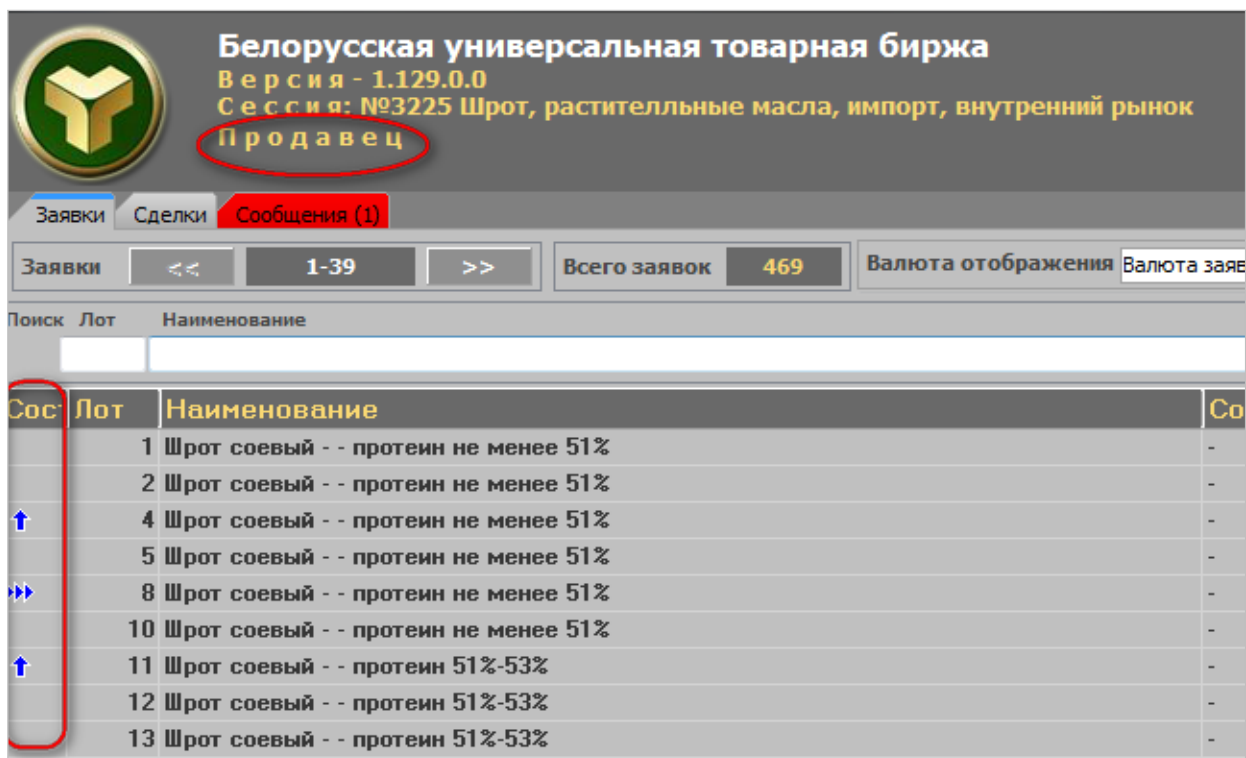 Белорусская универсальная товарная биржа
Версия - 1.129.0.0
Сессия: №3225 Шрот, растителльные масла, импорт, внутренний рынок
Продавец
Заявки Сделки Сообщения (1)
Заявки << 1-39 >> Всего заявок 469 Валюта отображения Валюта заяв
Поиск Лот Наименование
Сост Лот Наименование Со
1 Шрот соевый - - протеин не менее 51% -
2 Шрот соевый - - протеин не менее 51% -
4 Шрот соевый - - протеин не менее 51% -
5 Шрот соевый - - протеин не менее 51% -
8 Шрот соевый - - протеин не менее 51% -
10 Шрот соевый - - протеин не менее 51% -
11 Шрот соевый - - протеин 51%-53% -
12 Шрот соевый - - протеин 51%-53% -
13 Шрот соевый - - протеин 51%-53% -